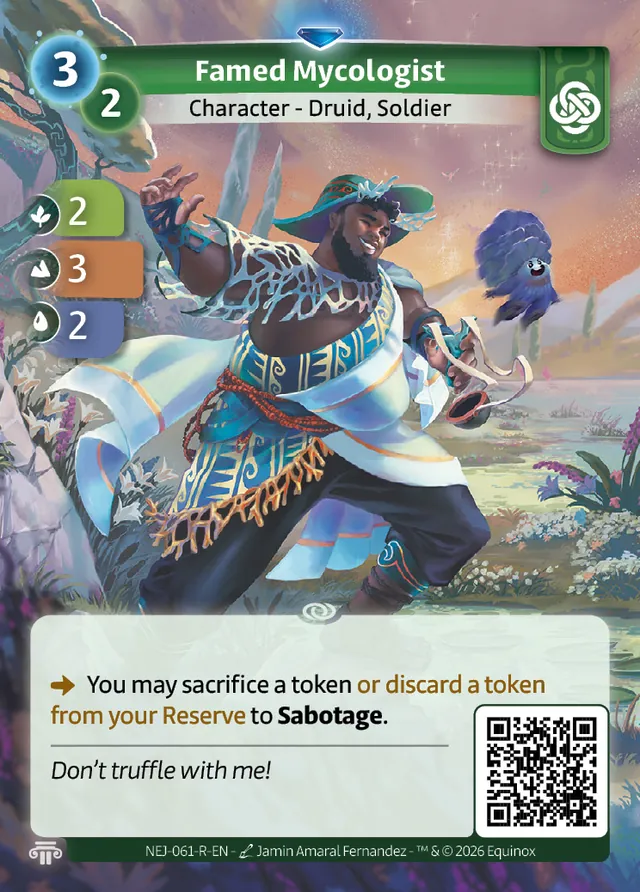 3
Famed Mycologist
2
Character - Druid, Soldier
2
3
2
You may sacrifice a token or discard a token
from your Reserve to Sabotage.
Don't truffle with me!
NEJ-061-R-EN - Jamin Amaral Fernandez - ™ & © 2026 Equinox